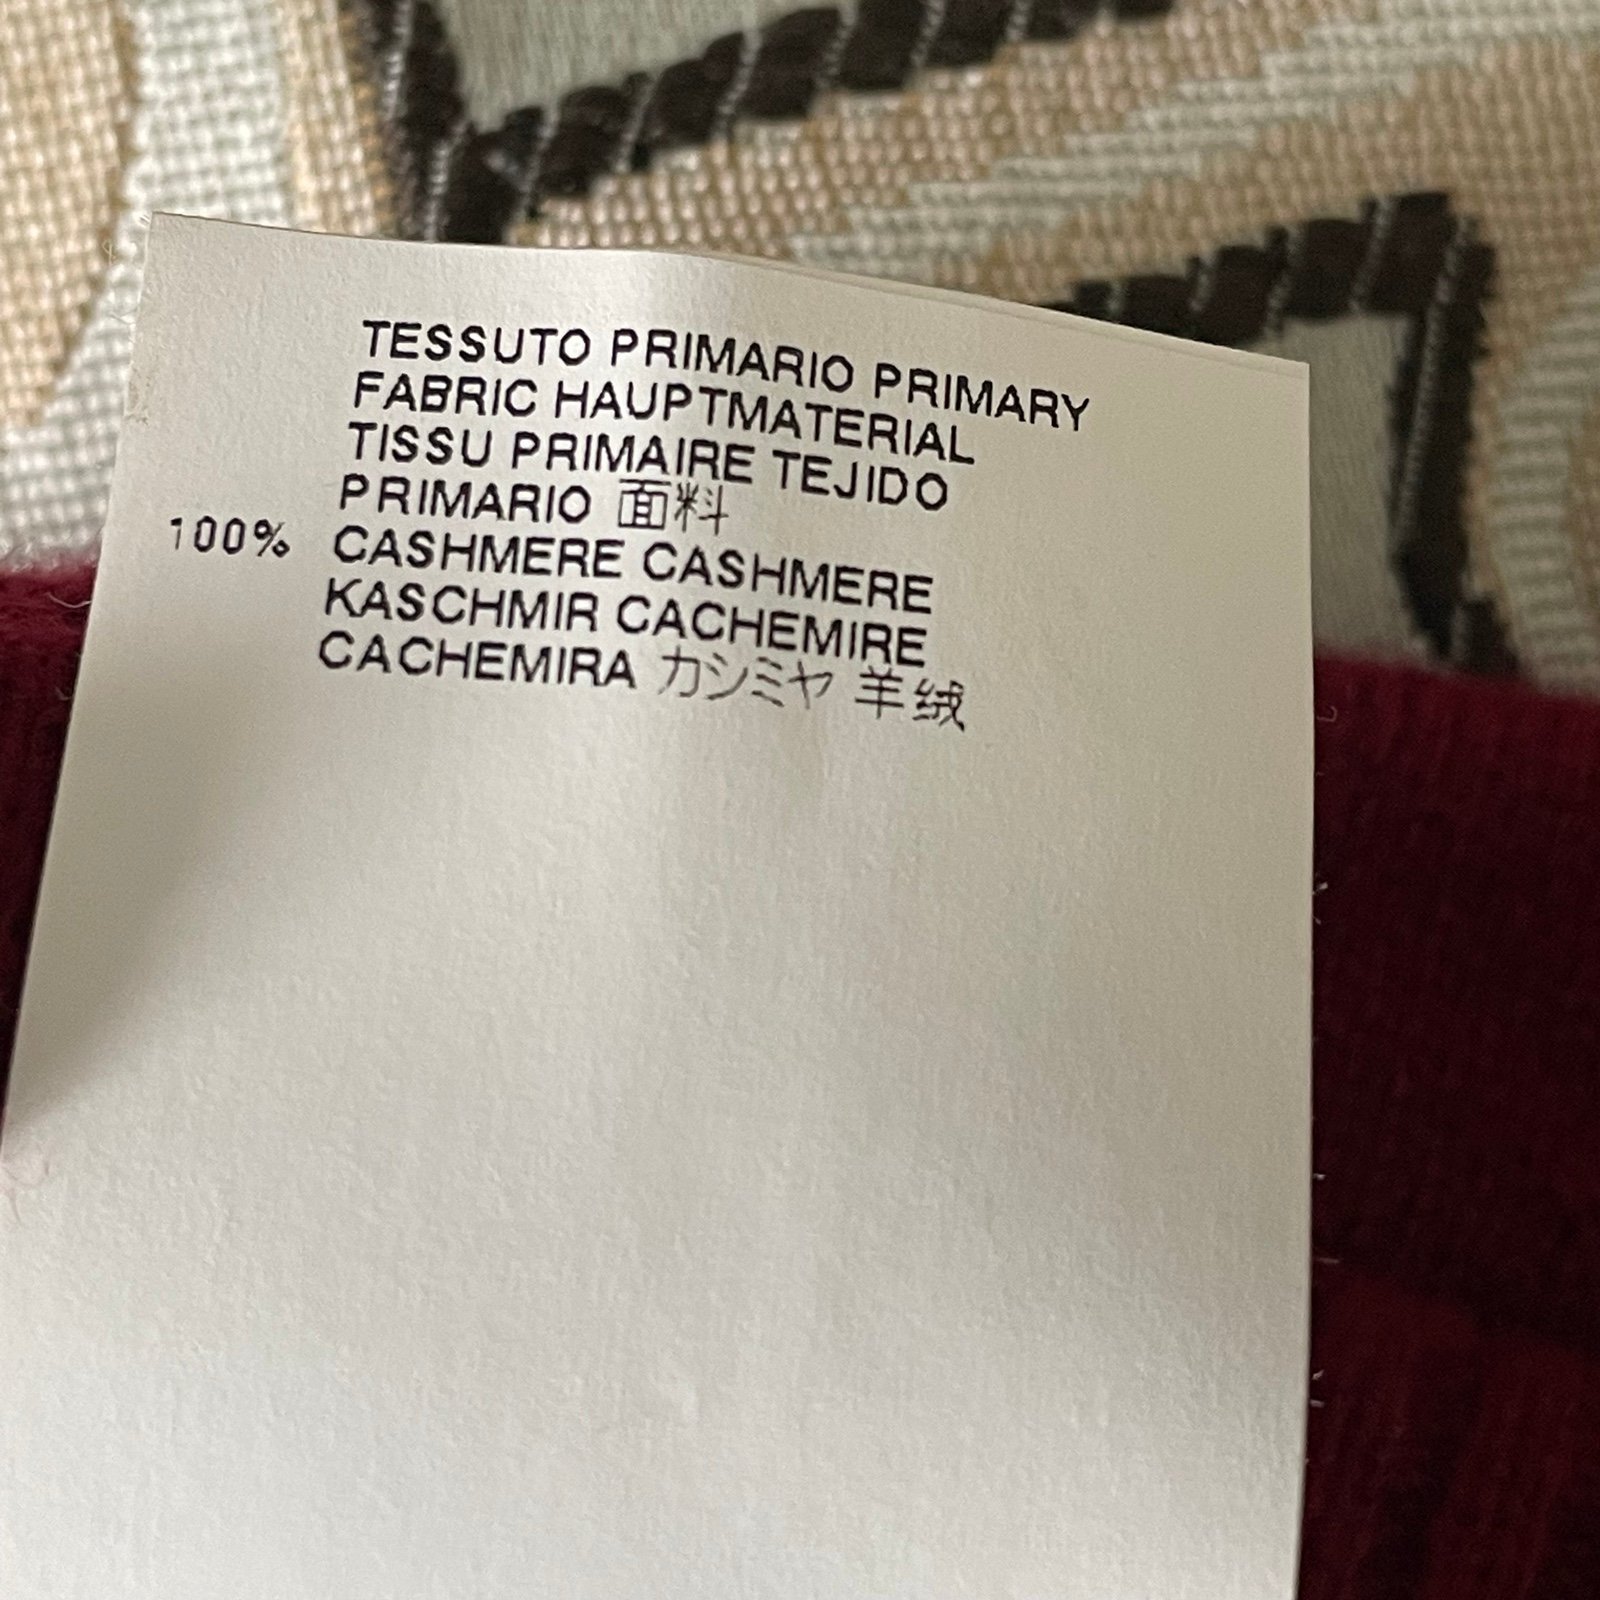 TESSUTO PRIMARIO PRIMARY
FABRIC HAUPTMATERIAL
TISSU PRIMAIRE TEJIDO
PRIMARIO 面料
100% CASHMERE CASHMERE
KASCHMIR CACHEMIRE
CACHEMIRA カシミヤ 羊绒